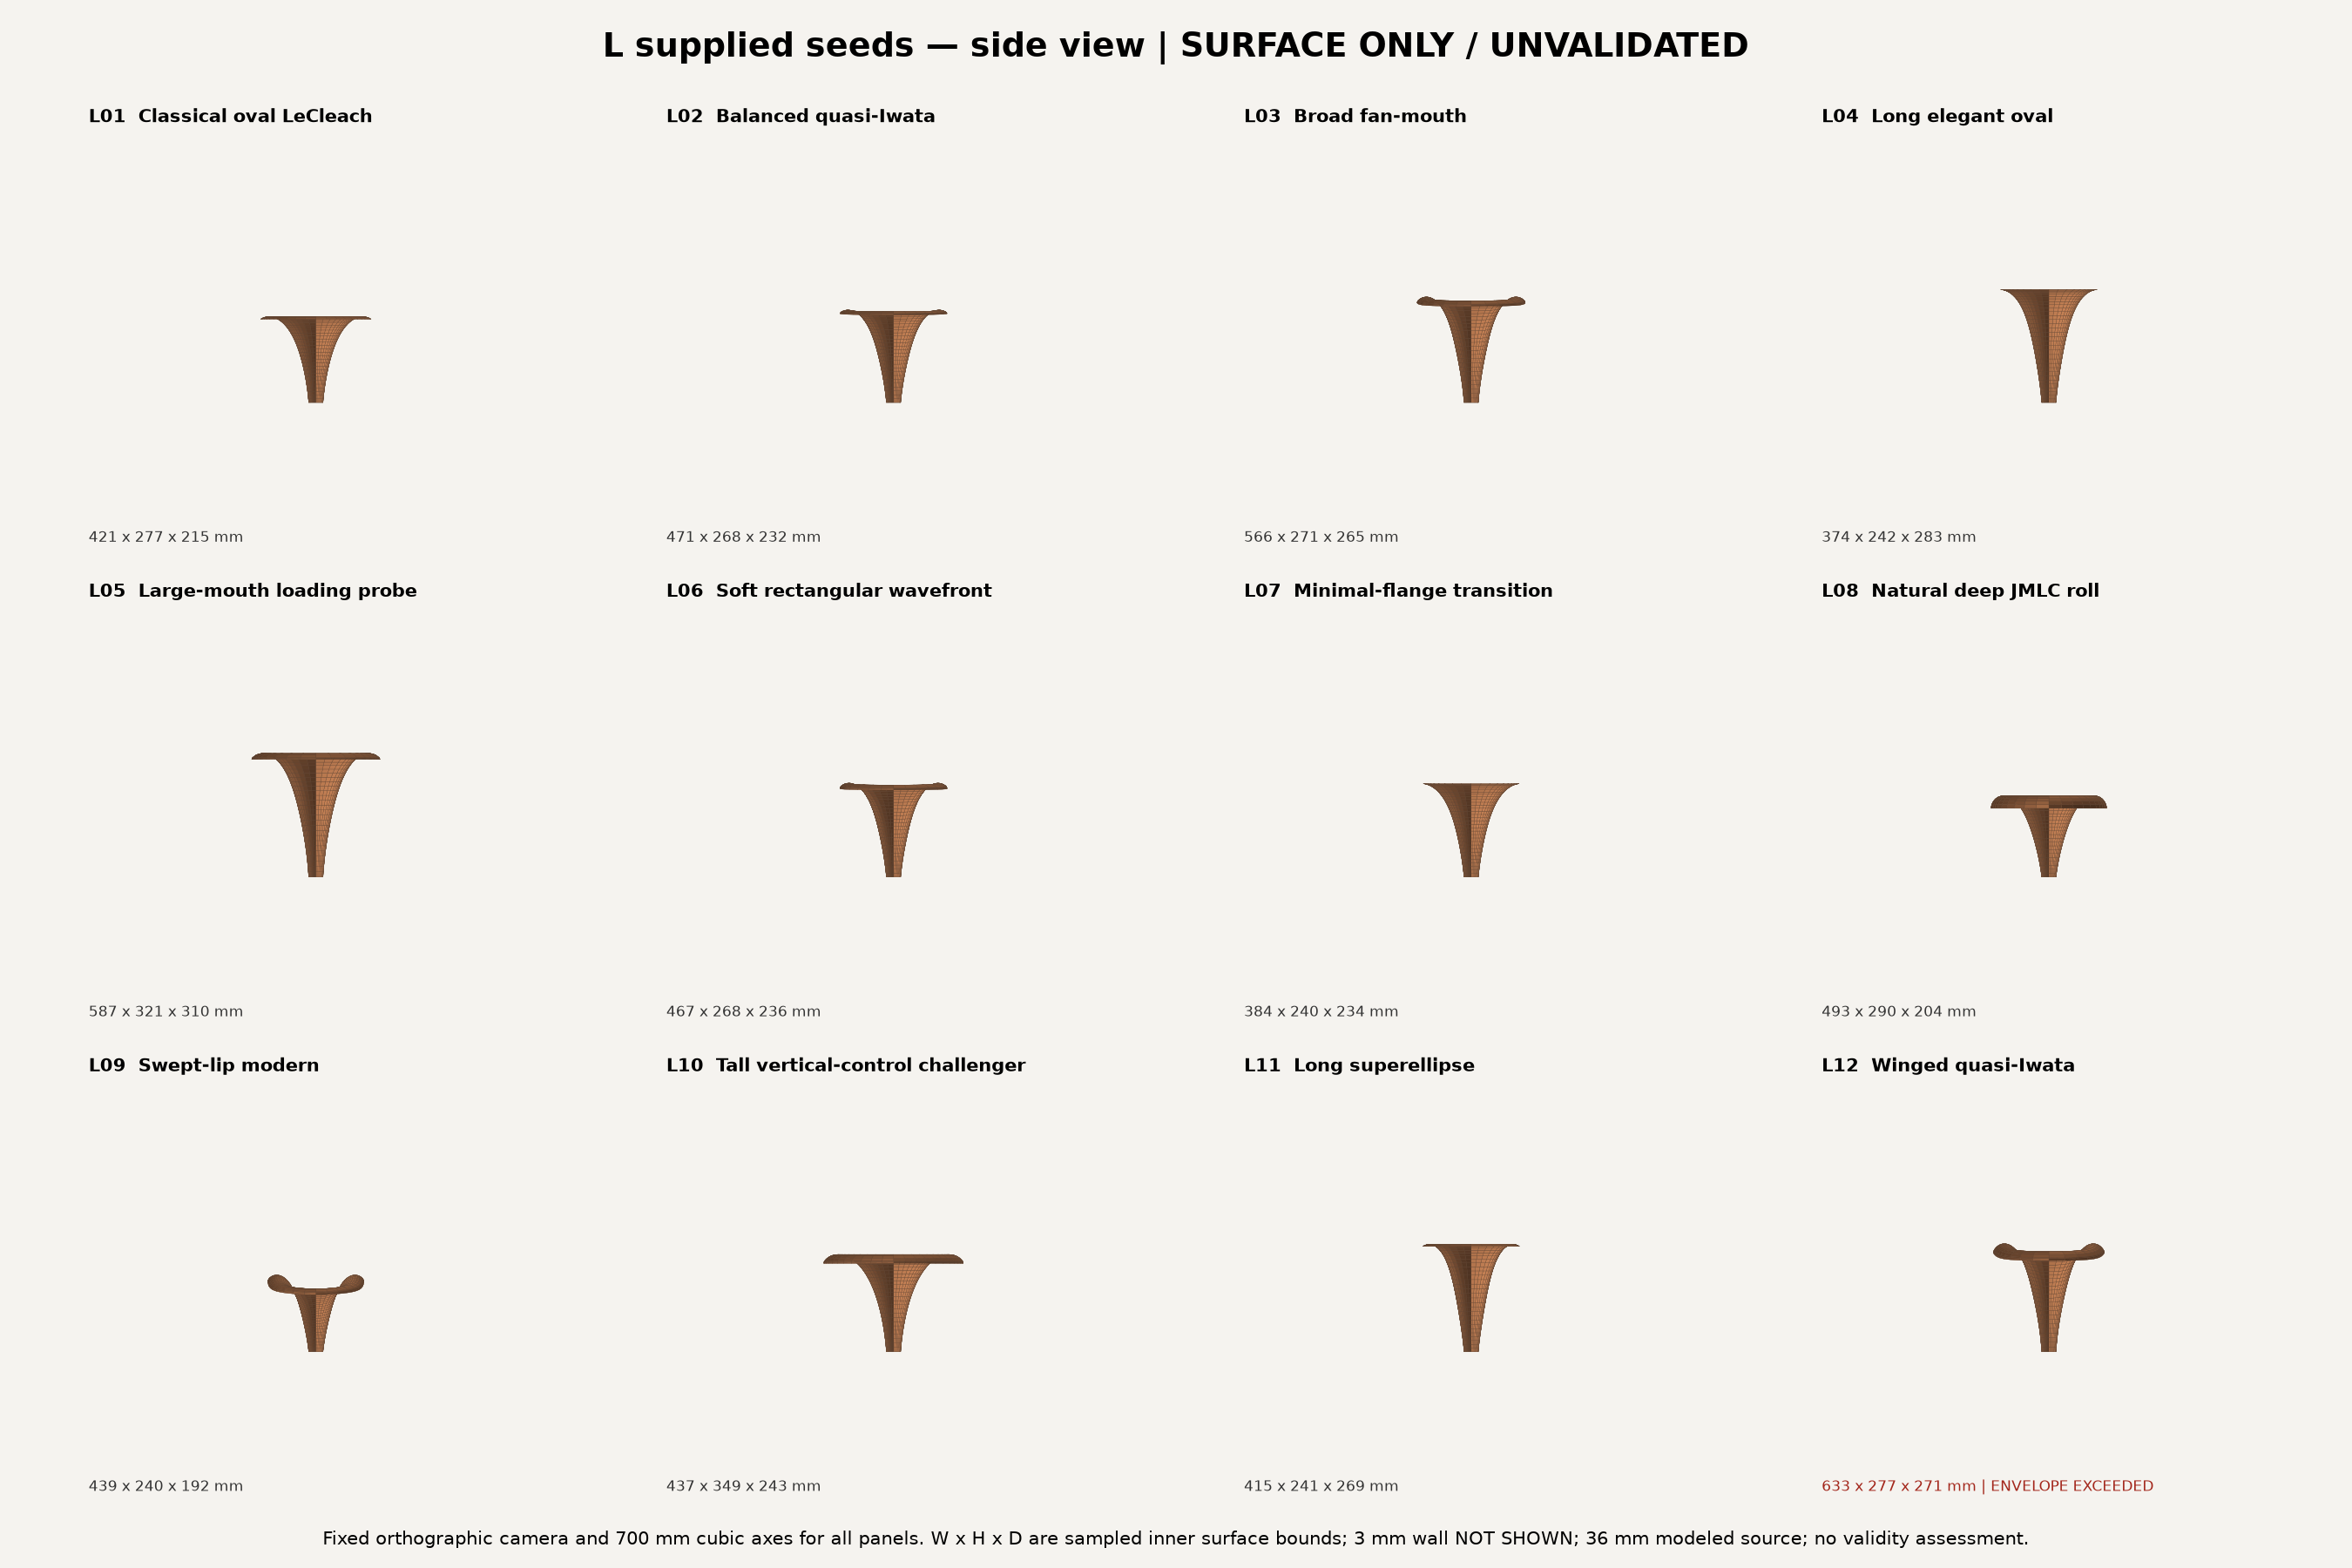 L supplied seeds — side view | SURFACE ONLY / UNVALIDATED
L01 Classical oval LeCleach
L02 Balanced quasi-Iwata
L03 Broad fan-mouth
L04 Long elegant oval
421 x 277 x 215 mm
471 x 268 x 232 mm
566 x 271 x 265 mm
374 x 242 x 283 mm
L05 Large-mouth loading probe
L06 Soft rectangular wavefront
L07 Minimal-flange transition
L08 Natural deep JMLC roll
587 x 321 x 310 mm
467 x 268 x 236 mm
384 x 240 x 234 mm
493 x 290 x 204 mm
L09 Swept-lip modern
L10 Tall vertical-control challenger
L11 Long superellipse
L12 Winged quasi-Iwata
439 x 240 x 192 mm
437 x 349 x 243 mm
415 x 241 x 269 mm
633 x 277 x 271 mm | ENVELOPE EXCEEDED
Fixed orthographic camera and 700 mm cubic axes for all panels. W x H x D are sampled inner surface bounds; 3 mm wall NOT SHOWN; 36 mm modeled source; no validity assessment.